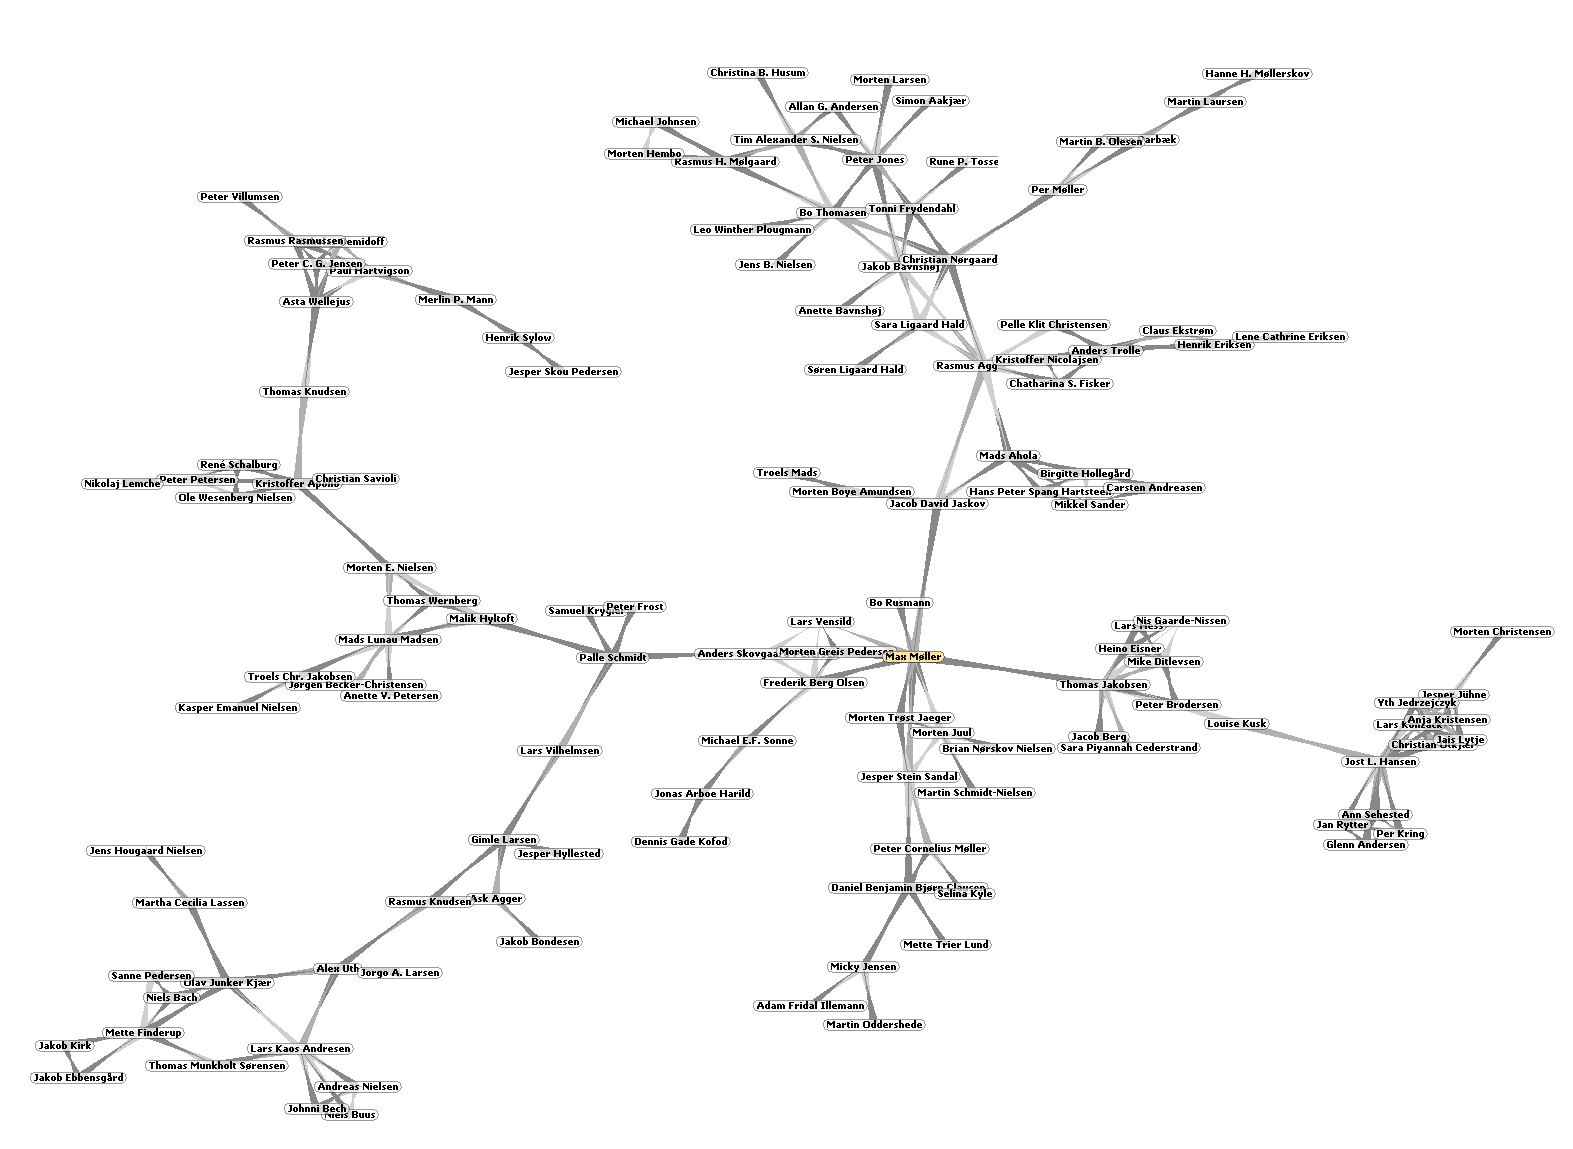 Christina B. Husum
Hanne H. Møllerskov
Morten Larsen
Simon Aakjær
Martin Laursen
Allan G. Andersen
Michael Johnsen
Tim Alexander S. Nielsen
Martin B. Olesen
Morten Hembo
Rasmus H. Mølgaard
Peter Jones
Rune P. Tosse
Per Møller
Peter Villumsen
Bo Thomasen
Tonni Frydendahl
Leo Winther Plougmann
Rasmus Rasmussen
Christian Nørgaard
Peter C. G. Jensen
Paul Hartvigson
Jens B. Nielsen
Jakob Bavnshøj
Asta Wellejus
Merlin P. Mann
Anette Bavnshøj
Sara Ligaard Hald
Pelle Klit Christensen
Claus Ekstrøm
Lene Cathrine Eriksen
Henrik Sylow
Henrik Eriksen
Anders Trolle
Kristoffer Nicolajsen
Rasmus Agg
Jesper Skou Pedersen
Søren Ligaard Hald
Chatharina S. Fisker
Thomas Knudsen
Mads Ahola
René Schalburg
Troels Mads
Birgitte Hollegård
Nikolaj Lemche
Peter Petersen
Kristoffer Apollo
Christian Savioli
Ole Wesenberg Nielsen
Morten Boye Amundsen
Hans Peter Spang Hartsteen
Carsten Andreasen
Jacob David Jaskov
Mikkel Sander
Morten E. Nielsen
Thomas Wernberg
Malik Hyltoft
Samuel
Peter Frost
Bo Rusmann
Lars Vensild
Nis Gaarde-Nissen
Lars Hess
Morten Christensen
Mads Lunau Madsen
Palle Schmidt
Anders
Morten Greis Pedersen
Max Møller
Heino Eisner
Mike Ditlevsen
Troels Chr. Jakobsen
Jørgen Becker-Christensen
Anette V. Petersen
Frederik Berg Olsen
Thomas Jakobsen
Jesper Jühne
Yth Jedrzejczyk
Kasper Emanuel Nielsen
Peter Brodersen
Morten Trøst Jaeger
Louise Kusk
Lars
Anja Kristensen
Morten Juul
Jacob Berg
Michael E.F. Sonne
Brian Nørskov Nielsen
Sara Piyannah Cederstrand
Christian
Jais Lytje
Lars Vilhelmsen
Jost L. Hansen
Jesper Stein Sandal
Jonas Arboe Harild
Martin Schmidt-Nielsen
Ann Sehested
Jan Rytter
Per Kring
Glenn Andersen
Gimle Larsen
Dennis Gade Kofod
Jens Hougaard Nielsen
Jesper Hyllested
Peter Cornelius Møller
Daniel Benjamin Bjørn Clausen
Selina Kyle
Martha Cecilia Lassen
Rasmus Knudsen
Ask Agger
Jakob Bondesen
Mette Trier Lund
Micky Jensen
Sanne Pedersen
Olav Junker Kjær
Alex Uth
Jorgo A. Larsen
Niels Bach
Adam Fridal Illemann
Martin Oddershede
Mette Finderup
Jakob Kirk
Lars Kaos Andresen
Thomas Munkholt Sørensen
Jakob Ebbensgård
Andreas Nielsen
Johnni Bech
Niels Buus